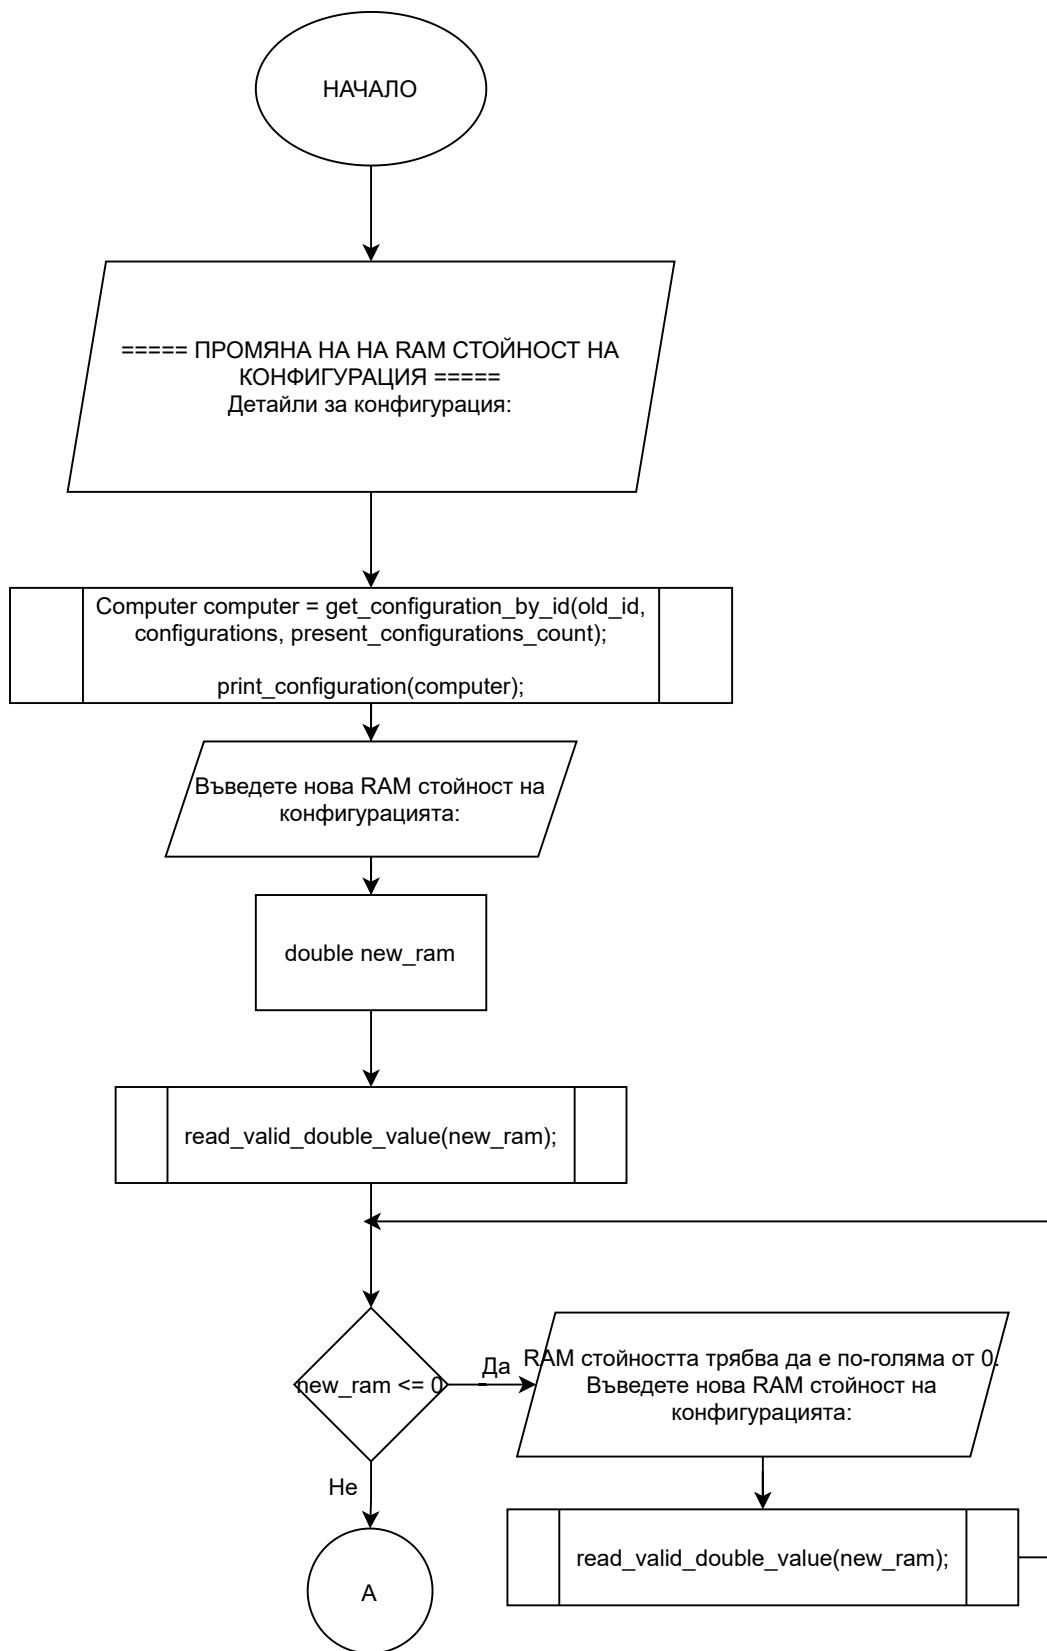 НАЧАЛО
===== ПРОМЯНА НА НА RAM СТОЙНОСТ НА
КОНФИГУРАЦИЯ =====
Детайли за конфигурация:
Computer computer = get_configuration_by_id(old_id,
configurations, present_configurations_count);
print_configuration(computer);
Въведете нова RAM стойност на
конфигурацията:
double new_ram
read_valid_double_value(new_ram);
new_ram <= 0
Да
RAM стойността трябва да е по-голяма от 0.
Въведете нова RAM стойност на
конфигурацията:
Не
read_valid_double_value(new_ram);
A